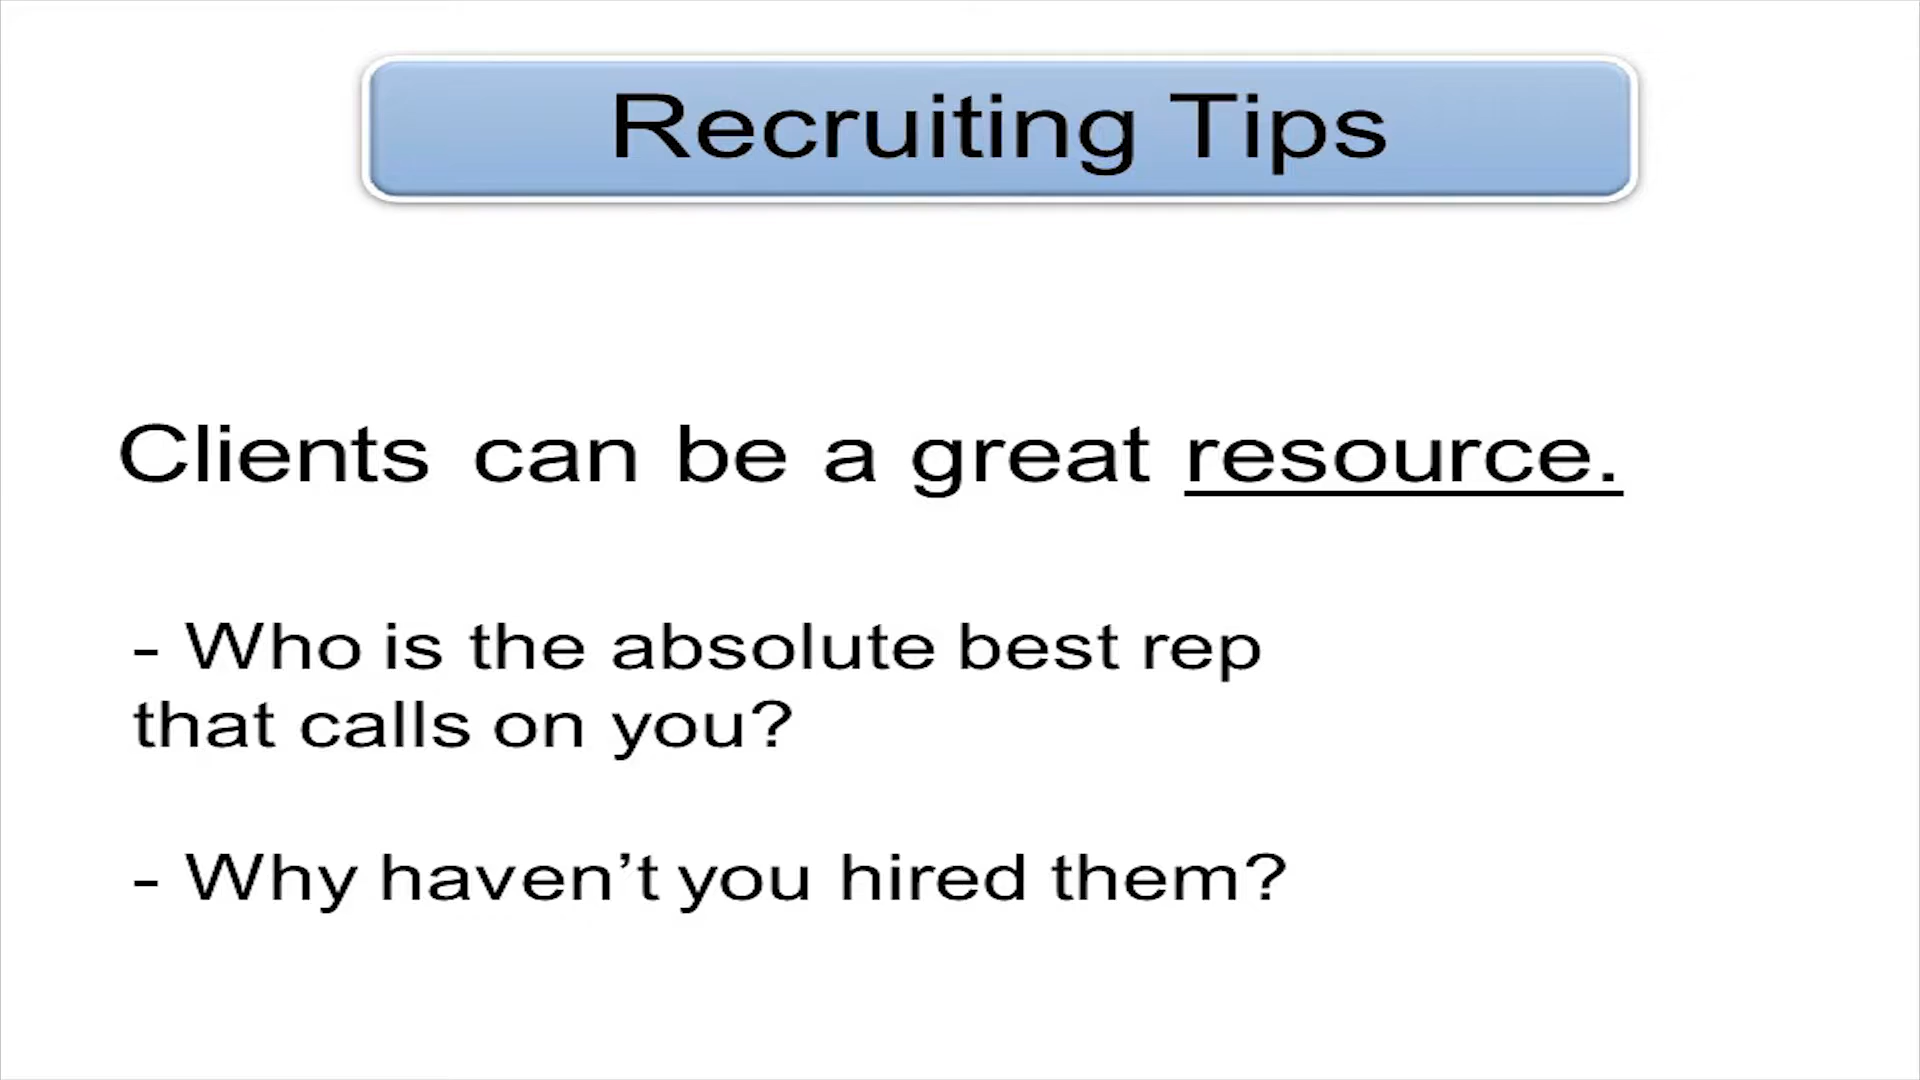 Recruiting Tips
Clients can be a great resource.
- Who is the absolute best rep
that calls on you?
- Why haven’t you hired them?